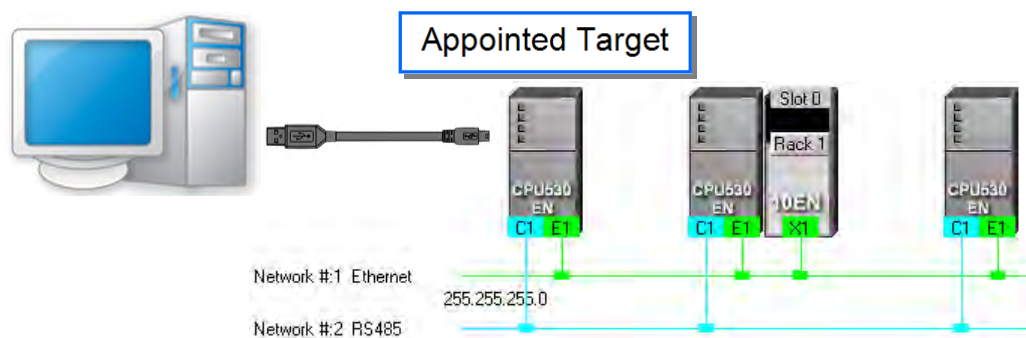 Appointed Target
Slot 0
Rack 1
CPU530
EN
C1 E1
CPU530
EN
C1 E1
10EN
X1
CPU530
EN
C1 E1
Network #:1 Ethernet
255.255.255.0
Network #:2 RS485